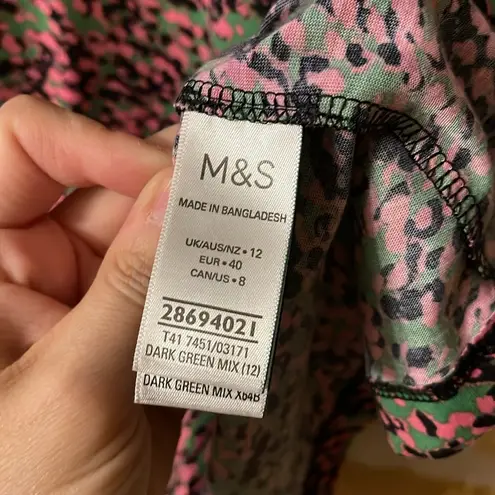 M&S
MADE IN BANGLADESH
UK/AUS/NZ • 12
EUR • 40
CAN/US • 8
28694021
T41 7451/03171
DARK GREEN MIX (12)
DARK GREEN MIX X64B